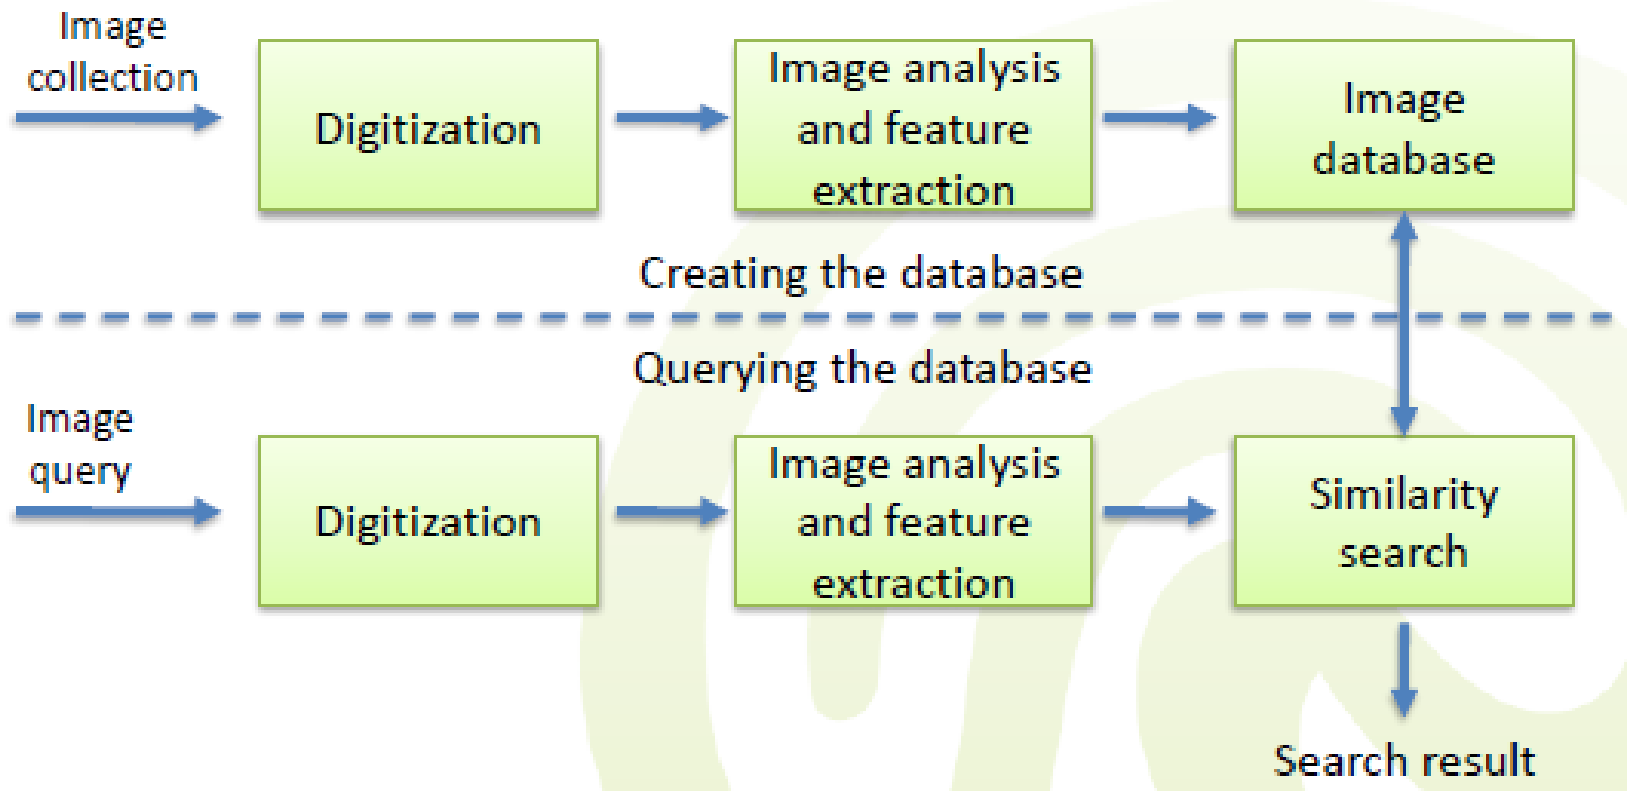 Image
collection
Digitization
Image analysis
and feature
extraction
Image
database
Creating the database
Querying the database
Image
query
Digitization
Image analysis
and feature
extraction
Similarity
search
Search result